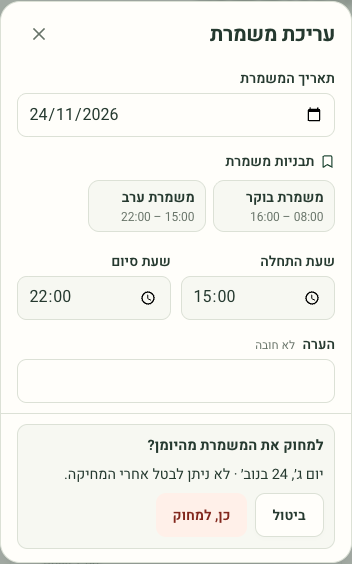 עריכת משמרת
תאריך המשמרת
24/11/2026
תבניות משמרת
משמרת בוקר
08:00 – 16:00
משמרת ערב
15:00 – 22:00
שעת התחלה
15:00
שעת סיום
22:00
הערה לא חובה
למחוק את המשמרת מהיומן?
יום ג׳, 24 בנוב׳ · לא ניתן לבטל אחרי המחיקה.
ביטול
כן, למחוק